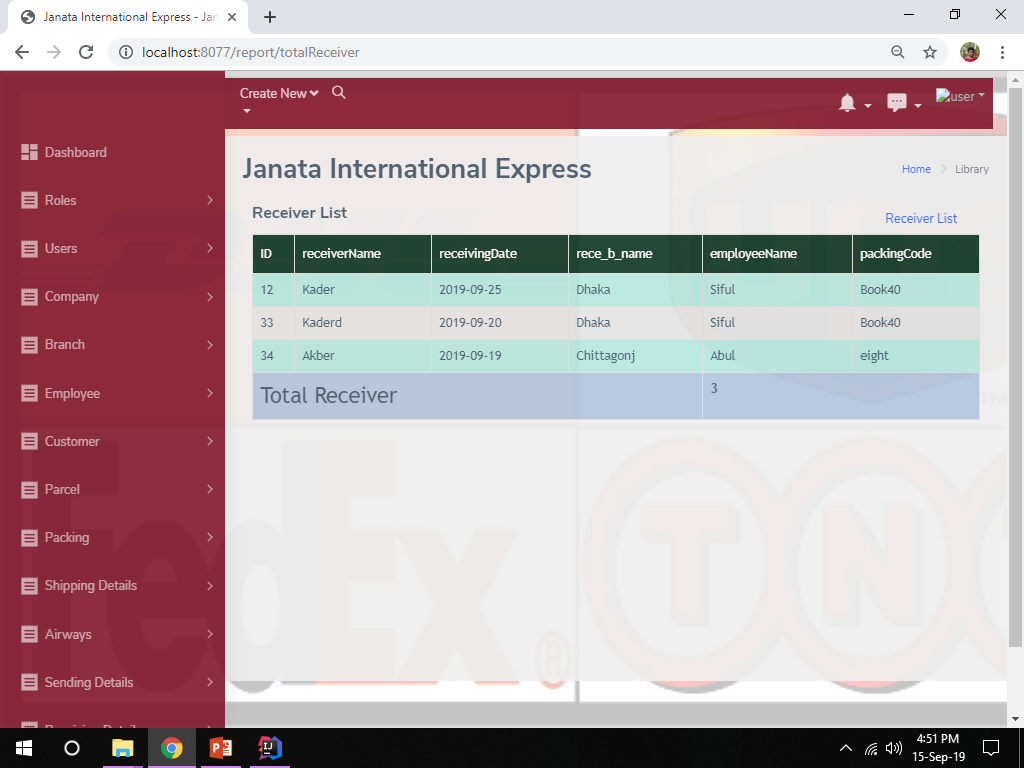 Janata International Express - Jan
localhost:8077/report/totalReceiver
Create New
user
Dashboard
Roles
Users
Company
Branch
Employee
Customer
Parcel
Packing
Shipping Details
Airways
Sending Details
Janata International Express
Home > Library
Receiver List
Receiver List
ID receiverName receivingDate rece_b_name employeeName packingCode
12 Kader 2019-09-25 Dhaka Siful Book40
33 Kaderd 2019-09-20 Dhaka Siful Book40
34 Akber 2019-09-19 Chittagonj Abul eight
Total Receiver 3
FedEx ®
TN
TM
4:51 PM
15-Sep-19